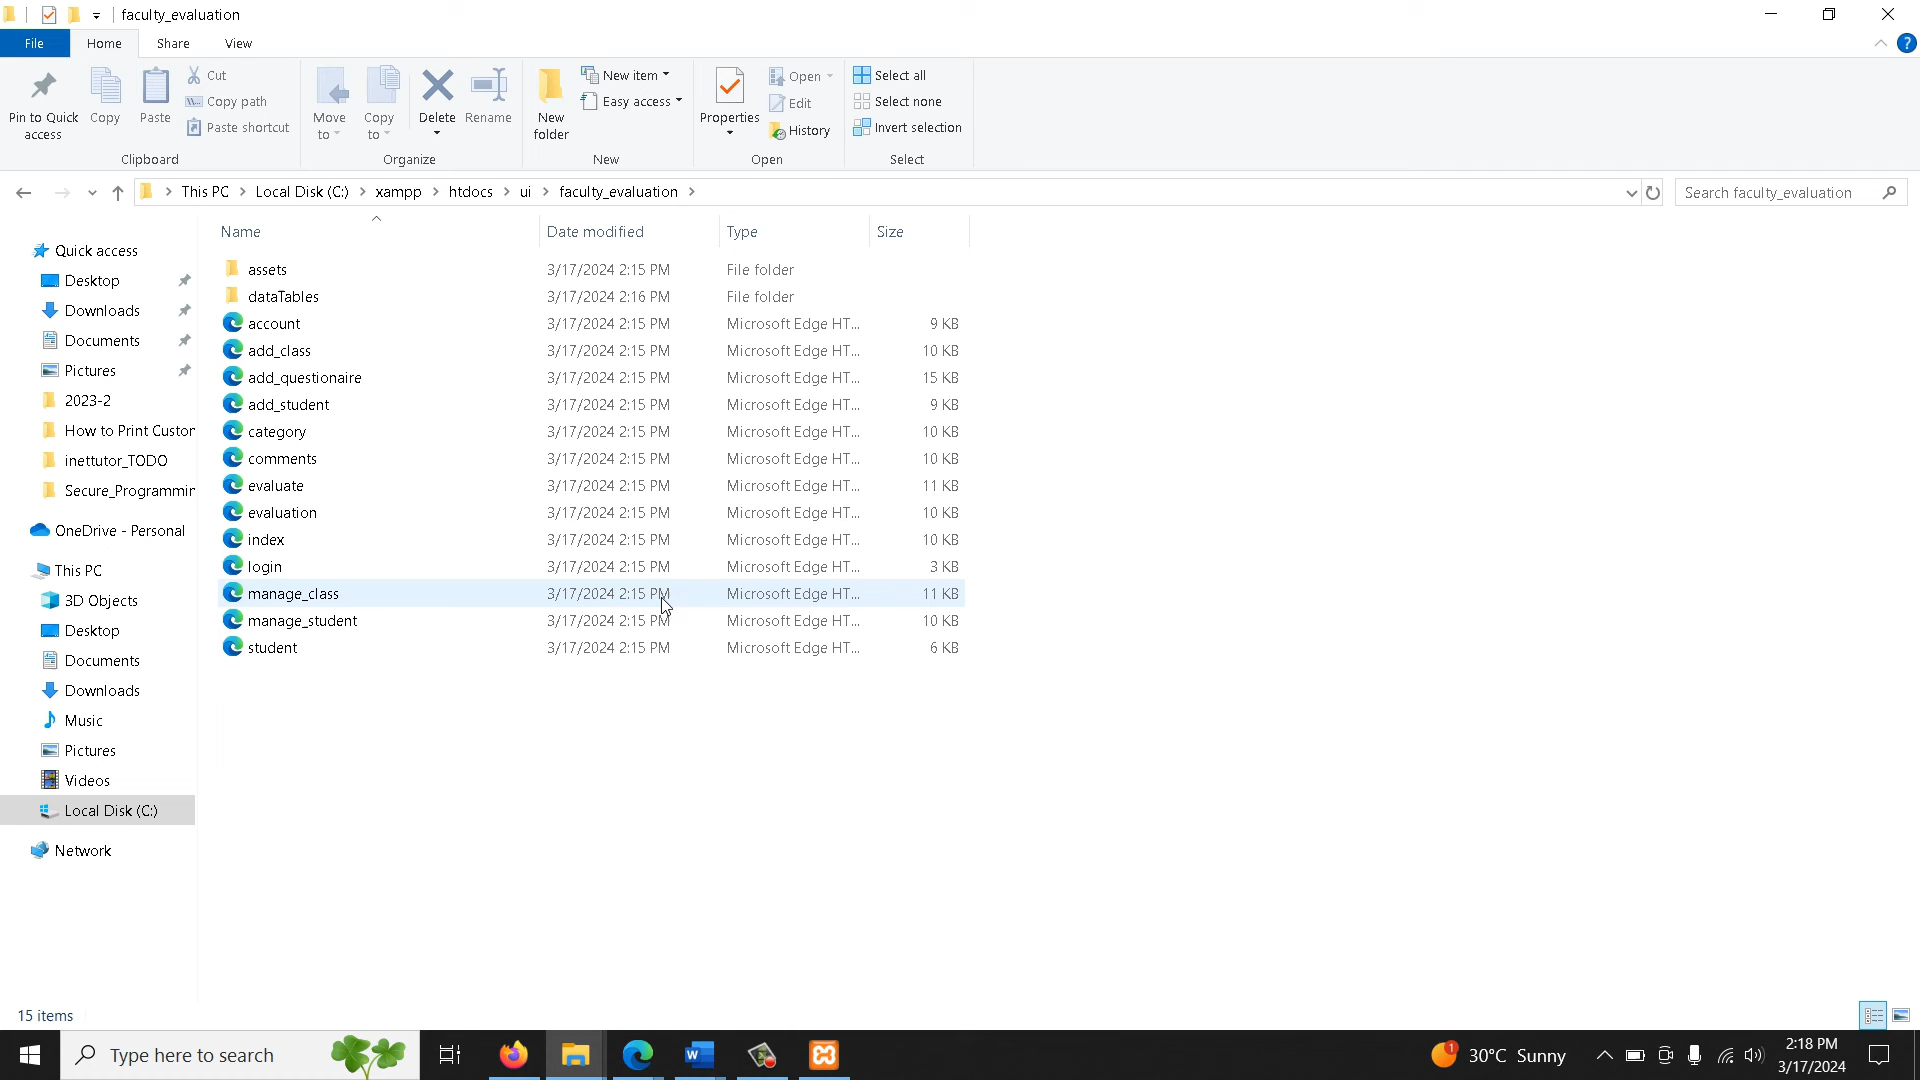 faculty_evaluation
File Home Share View
Pin to Quick access
Copy
Paste
Cut
Copy path
Paste shortcut
Clipboard
Move to
Copy to
Delete
Rename
Organize
New folder
New item
Easy access
New
Properties
Open
Edit
History
Open
Select all
Select none
Invert selection
Select
This PC > Local Disk (C:) > xampp > htdocs > ui > faculty_evaluation >
Search faculty_evaluation
Quick access
Desktop
Downloads
Documents
Pictures
2023-2
How to Print Custor
inettutor_TODO
Secure_Programmin
OneDrive - Personal
This PC
3D Objects
Desktop
Documents
Downloads
Music
Pictures
Videos
Local Disk (C:)
Network
Name Date modified Type Size
assets 3/17/2024 2:15 PM File folder
dataTables 3/17/2024 2:16 PM File folder
account 3/17/2024 2:15 PM Microsoft Edge HT... 9 KB
add_class 3/17/2024 2:15 PM Microsoft Edge HT... 10 KB
add_questionaire 3/17/2024 2:15 PM Microsoft Edge HT... 15 KB
add_student 3/17/2024 2:15 PM Microsoft Edge HT... 9 KB
category 3/17/2024 2:15 PM Microsoft Edge HT... 10 KB
comments 3/17/2024 2:15 PM Microsoft Edge HT... 10 KB
evaluate 3/17/2024 2:15 PM Microsoft Edge HT... 11 KB
evaluation 3/17/2024 2:15 PM Microsoft Edge HT... 10 KB
index 3/17/2024 2:15 PM Microsoft Edge HT... 10 KB
login 3/17/2024 2:15 PM Microsoft Edge HT... 3 KB
manage_class 3/17/2024 2:15 PM Microsoft Edge HT... 11 KB
manage_student 3/17/2024 2:15 PM Microsoft Edge HT... 10 KB
student 3/17/2024 2:15 PM Microsoft Edge HT... 6 KB
15 items
Type here to search
1
30°C Sunny
2:18 PM
3/17/2024